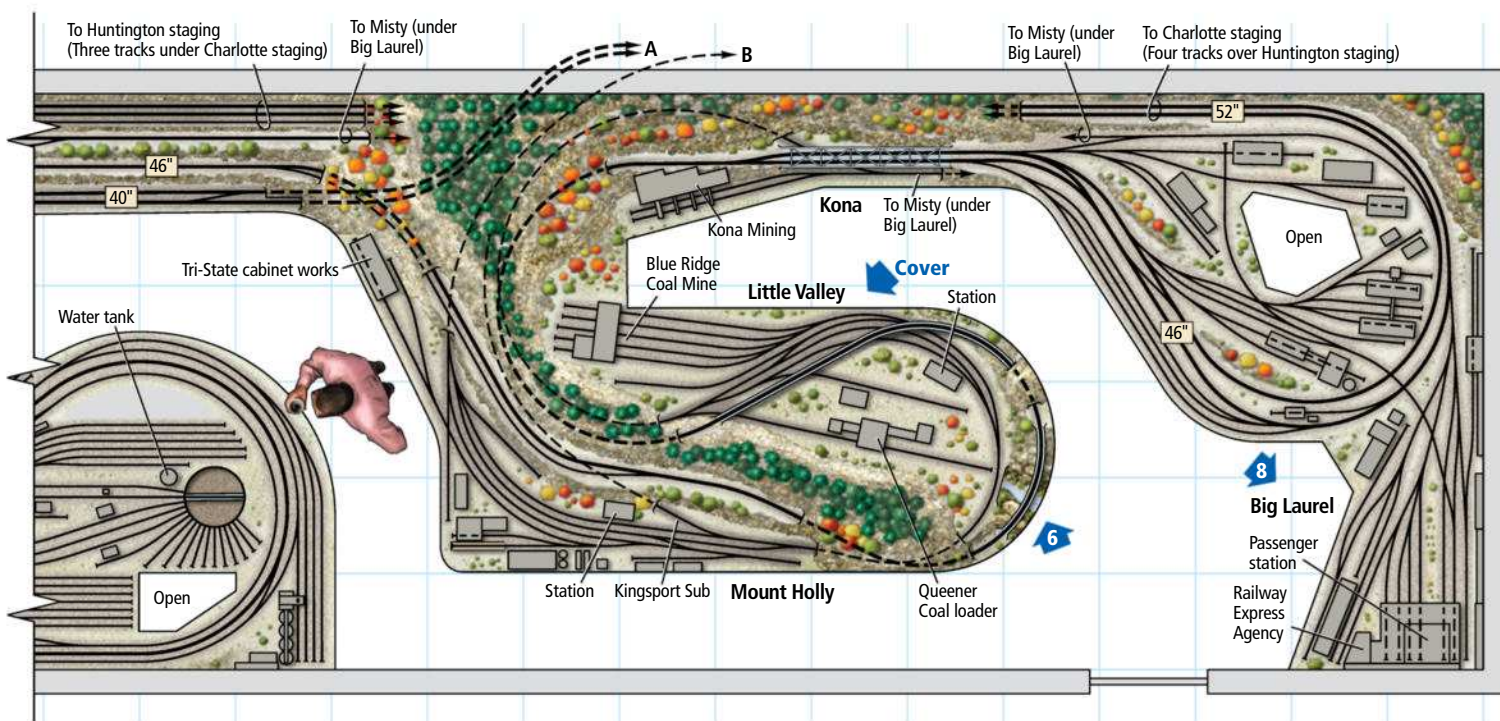 To Huntington staging
(Three tracks under Charlotte staging)
To Misty (under
Big Laurel)
A
B
To Misty (under
Big Laurel)
To Charlotte staging
(Four tracks over Huntington staging)
52"
46"
40"
Kona Mining
Kona
To Misty (under
Big Laurel)
Open
Tri-State cabinet works
Blue Ridge
Coal Mine
Little Valley
Cover
Station
Water tank
46"
8
Big Laurel
6
Passenger
station
Railway
Express
Agency
Open
Station
Kingsport Sub
Mount Holly
Queener
Coal loader